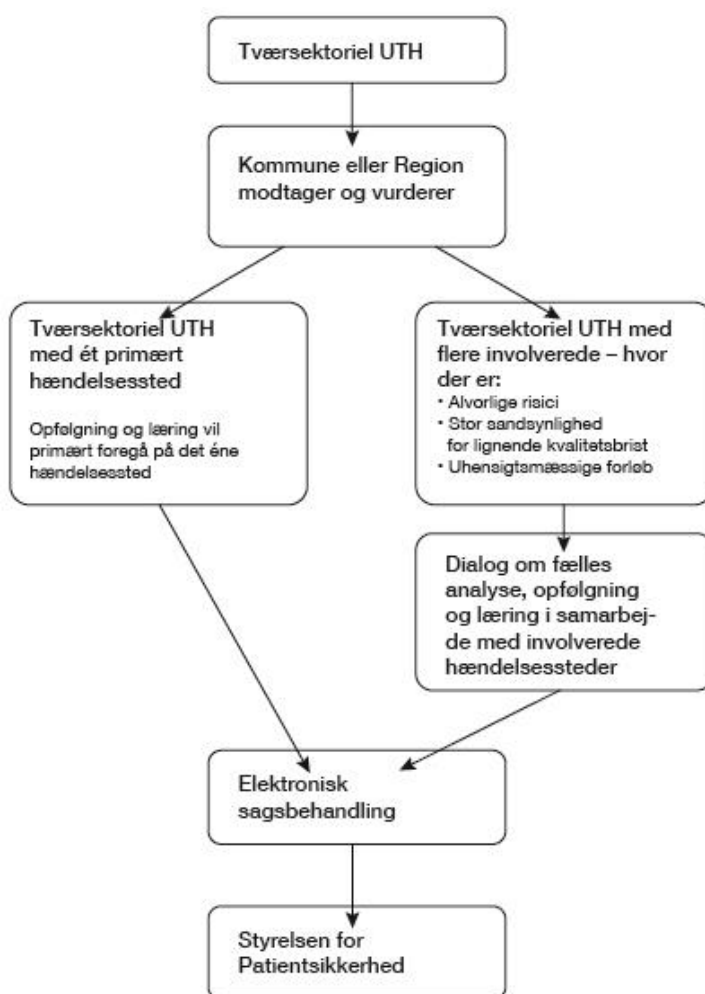 Tværsektoriel UTH
Kommune eller Region
modtager og vurderer
Tværsektoriel UTH
med ét primært
hændelsessted
Opfølgning og læring vil
primært foregå på det éne
hændelsessted
Tværsektoriel UTH med
flere involverede – hvor
der er:
• Alvorlige risici
• Stor sandsynlighed
for lignende kvalitetsbrist
• Uhensigtsmæssige forløb
Dialog om fælles
analyse, opfølgning
og læring i samarbej-
de med involverede
hændelsessteder
Elektronisk
sagsbehandling
Styrelsen for
Patientsikkerhed